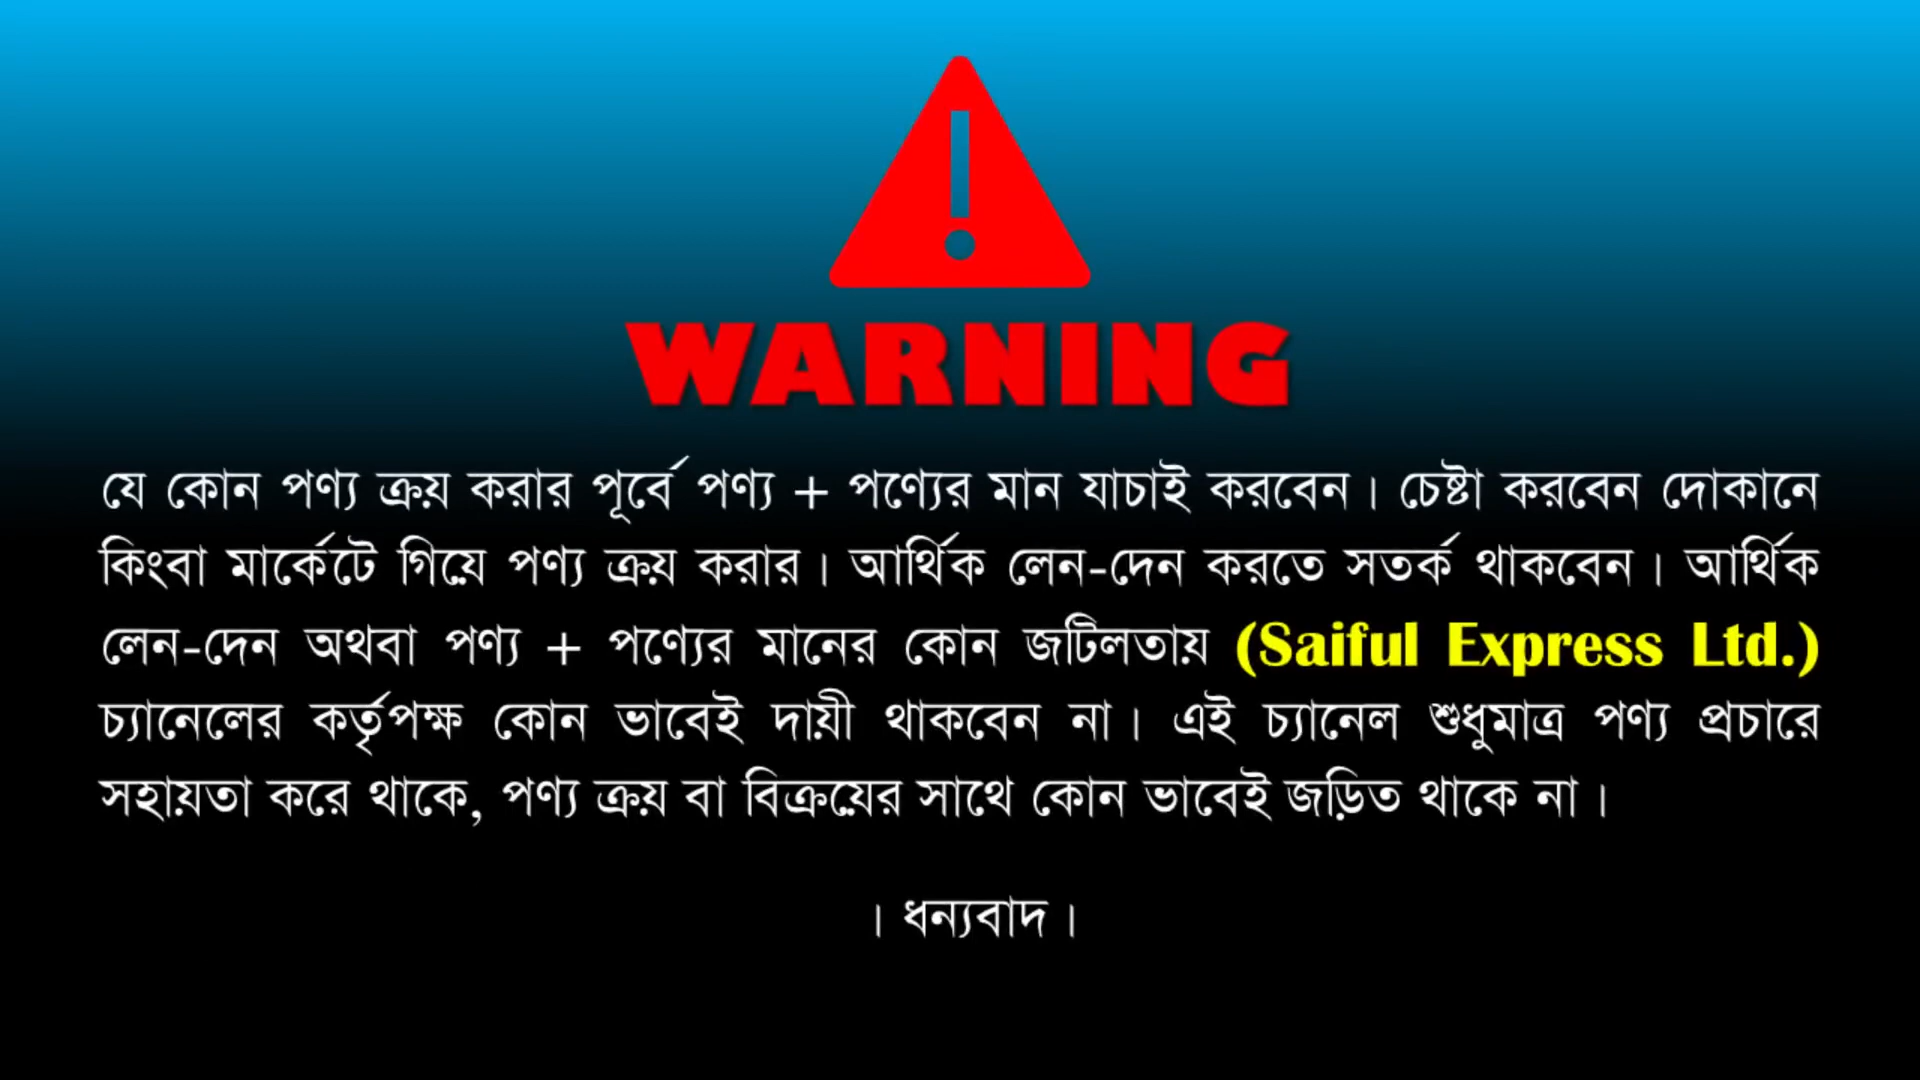 WARNING
যে কোন পণ্য ক্রয় করার পূর্বে পণ্য + পণ্যের মান যাচাই করবেন। চেষ্টা করবেন দোকানে
কিংবা মার্কেটে গিয়ে পণ্য ক্রয় করার। আর্থিক লেন-দেন করতে সতর্ক থাকবেন। আর্থিক
লেন-দেন অথবা পণ্য + পণ্যের মানের কোন জটিলতায় (Saiful Express Ltd.)
চ্যানেলের কর্তৃপক্ষ কোন ভাবেই দায়ী থাকবেন না। এই চ্যানেল শুধুমাত্র পণ্য প্রচারে
সহায়তা করে থাকে, পণ্য ক্রয় বা বিক্রয়ের সাথে কোন ভাবেই জড়িত থাকে না।
। ধন্যবাদ ।